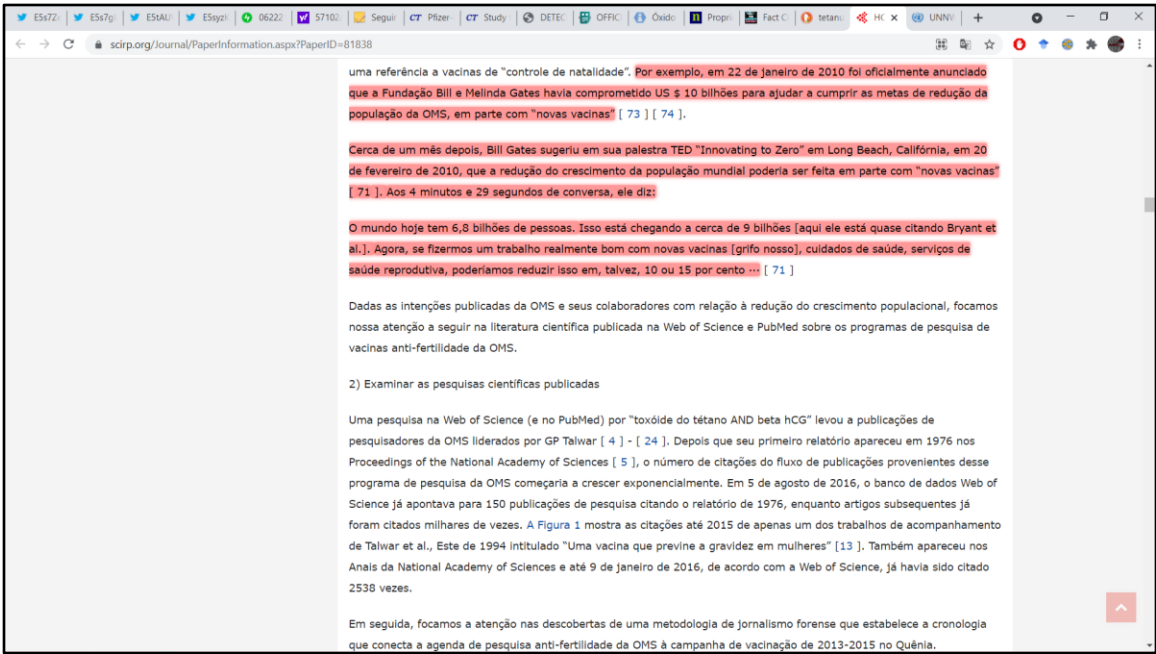 E5s7Z
E5s7gl
E5tAU
E5syzl
06222
57102
Seguir
Pfizer-
Study
DETEC
OFFIC
Óxido
Propri
Fact C
tetanu
HC
UNNV
scirp.org/Journal/PaperInformation.aspx?PaperID=81838
uma referência a vacinas de “controle de natalidade”. Por exemplo, em 22 de janeiro de 2010 foi oficialmente anunciado
que a Fundação Bill e Melinda Gates havia comprometido US $ 10 bilhões para ajudar a cumprir as metas de redução da
população da OMS, em parte com “novas vacinas” [ 73 ] [ 74 ].
Cerca de um mês depois, Bill Gates sugeriu em sua palestra TED “Innovating to Zero” em Long Beach, Califórnia, em 20
de fevereiro de 2010, que a redução do crescimento da população mundial poderia ser feita em parte com “novas vacinas”
[ 71 ]. Aos 4 minutos e 29 segundos de conversa, ele diz:
O mundo hoje tem 6,8 bilhões de pessoas. Isso está chegando a cerca de 9 bilhões [aqui ele está quase citando Bryant et
al.]. Agora, se fizermos um trabalho realmente bom com novas vacinas [grifo nosso], cuidados de saúde, serviços de
saúde reprodutiva, poderíamos reduzir isso em, talvez, 10 ou 15 por cento ··· [ 71 ]
Dadas as intenções publicadas da OMS e seus colaboradores com relação à redução do crescimento populacional, focamos
nossa atenção a seguir na literatura científica publicada na Web of Science e PubMed sobre os programas de pesquisa de
vacinas anti-fertilidade da OMS.
2) Examinar as pesquisas científicas publicadas
Uma pesquisa na Web of Science (e no PubMed) por “toxóide do tétano AND beta hCG” levou a publicações de
pesquisadores da OMS liderados por GP Talwar [ 4 ] - [ 24 ]. Depois que seu primeiro relatório apareceu em 1976 nos
Proceedings of the National Academy of Sciences [ 5 ], o número de citações do fluxo de publicações provenientes desse
programa de pesquisa da OMS começaria a crescer exponencialmente. Em 5 de agosto de 2016, o banco de dados Web of
Science já apontava para 150 publicações de pesquisa citando o relatório de 1976, enquanto artigos subsequentes já
foram citados milhares de vezes. A Figura 1 mostra as citações até 2015 de apenas um dos trabalhos de acompanhamento
de Talwar et al., Este de 1994 intitulado “Uma vacina que previne a gravidez em mulheres” [13 ]. Também apareceu nos
Anais da National Academy of Sciences e até 9 de janeiro de 2016, de acordo com a Web of Science, já havia sido citado
2538 vezes.
Em seguida, focamos a atenção nas descobertas de uma metodologia de jornalismo forense que estabelece a cronologia
que conecta a agenda de pesquisa anti-fertilidade da OMS à campanha de vacinação de 2013-2015 no Quênia.